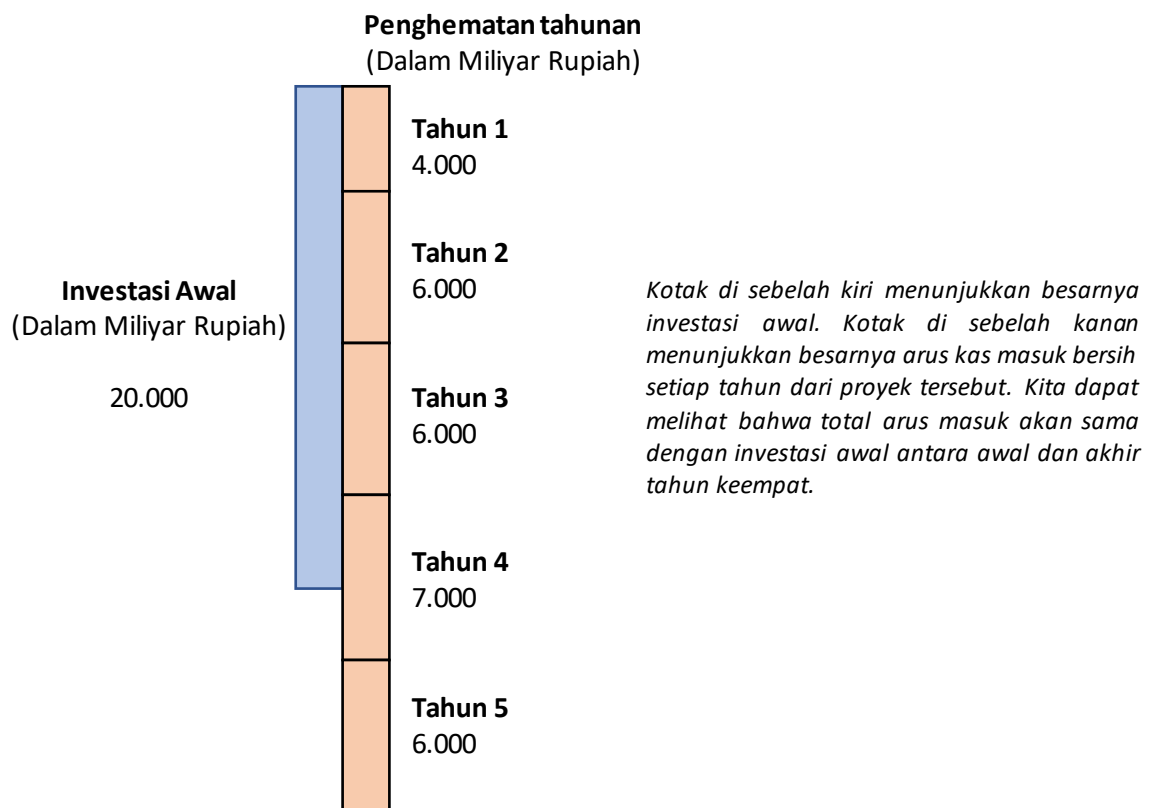 Penghematan tahunan
(Dalam Miliyar Rupiah)
Tahun 1
4.000
Tahun 2
6.000
Investasi Awal
(Dalam Miliyar Rupiah)
20.000
Tahun 3
6.000
Tahun 4
7.000
Tahun 5
6.000
Kotak di sebelah kiri menunjukkan besarnya
investasi awal. Kotak di sebelah kanan
menunjukkan besarnya arus kas masuk bersih
setiap tahun dari proyek tersebut. Kita dapat
melihat bahwa total arus masuk akan sama
dengan investasi awal antara awal dan akhir
tahun keempat.